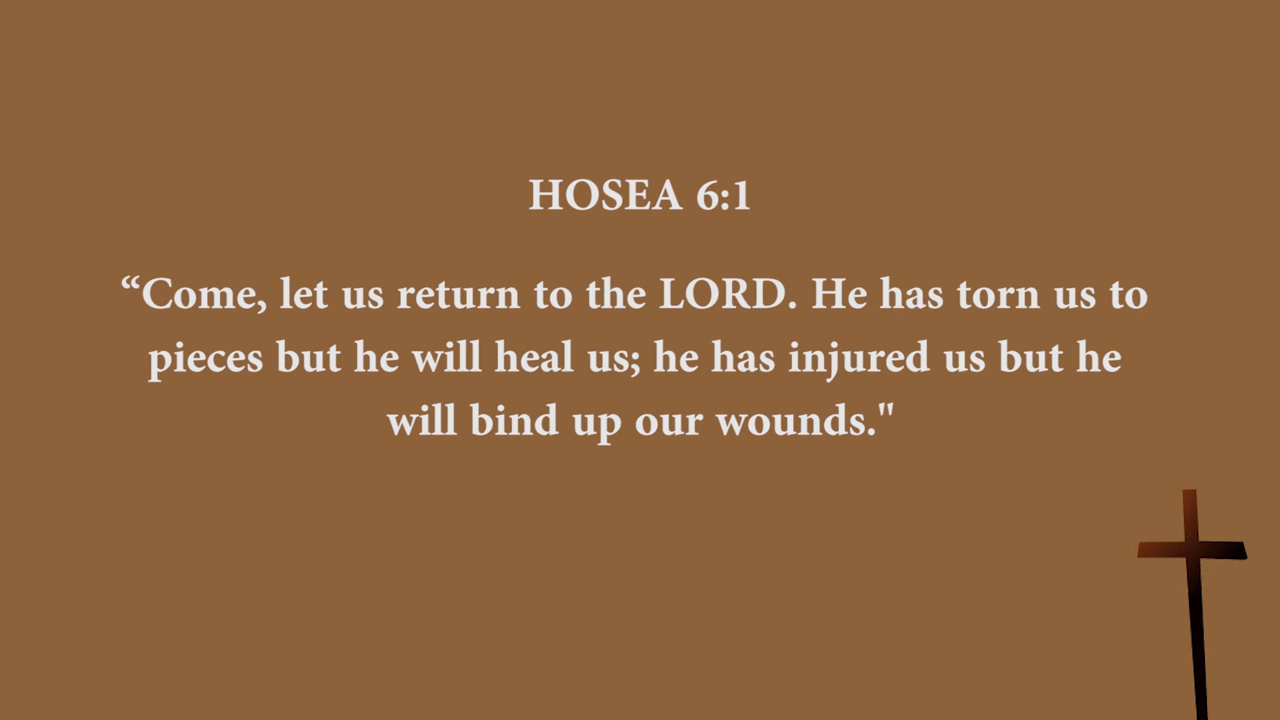 HOSEA 6:1
“Come, let us return to the LORD. He has torn us to
pieces but he will heal us; he has injured us but he
will bind up our wounds."